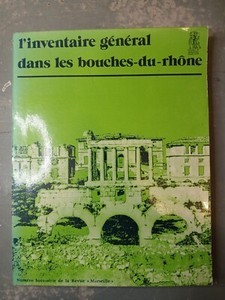 l'inventaire général
dans les bouches-du-rhône
Numéro hors-série de la Revue «Marseille»